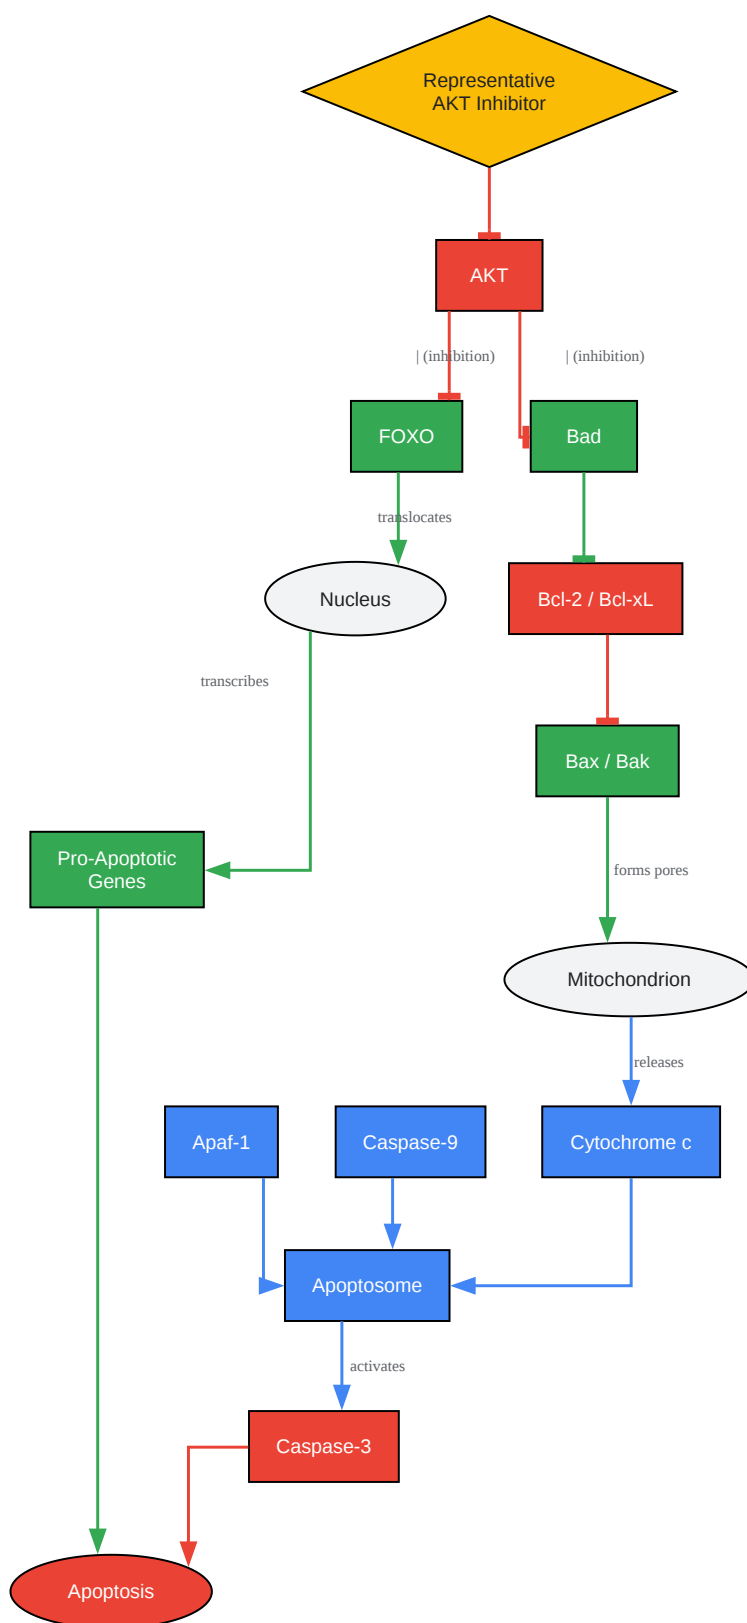 Representative
AKT Inhibitor
AKT
| (inhibition)
| (inhibition)
FOXO
Bad
translocates
Nucleus
Bcl-2 / Bcl-xL
transcribes
Bax / Bak
Pro-Apoptotic
Genes
forms pores
Mitochondrion
releases
Apaf-1
Caspase-9
Cytochrome c
Apoptosome
activates
Caspase-3
Apoptosis